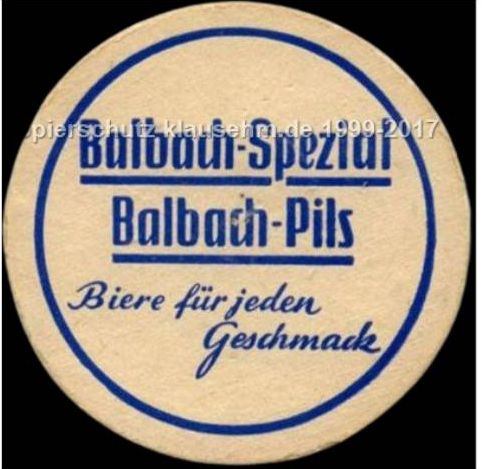 pierschutz klausehm.de 1999-2017
Balbach-Spezial
Balbach-Pils
Biere für jeden
Geschmack